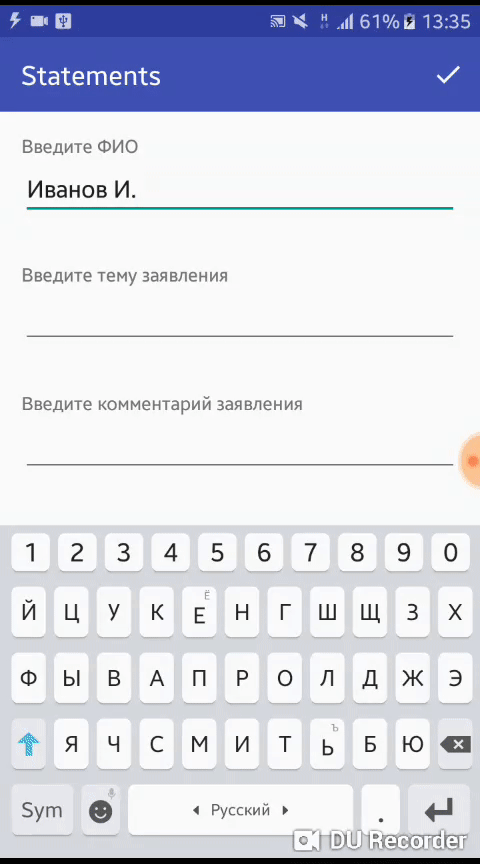 H 61% 13:35
Statements
Введите ФИО
Иванов И.
Введите тему заявления
Введите комментарий заявления
1 2 3 4 5 6 7 8 9 0
Ё
Й Ц У К Е Н Г Ш Щ З Х
Ф Ы В А П Р О Л Д Ж Э
Ъ
Я Ч С М И Т Ь Б Ю
Sym Русский .
DU Recorder